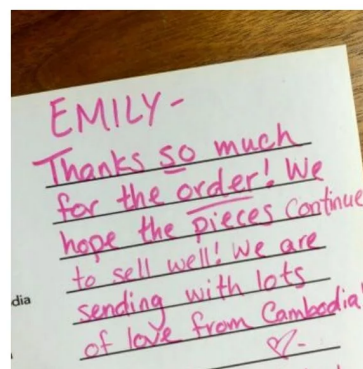 EMILY-
Thanks so much
for the order! We
hope the pieces continue
to sell well! We are
dia
sending with lots
of love from Cambodia!